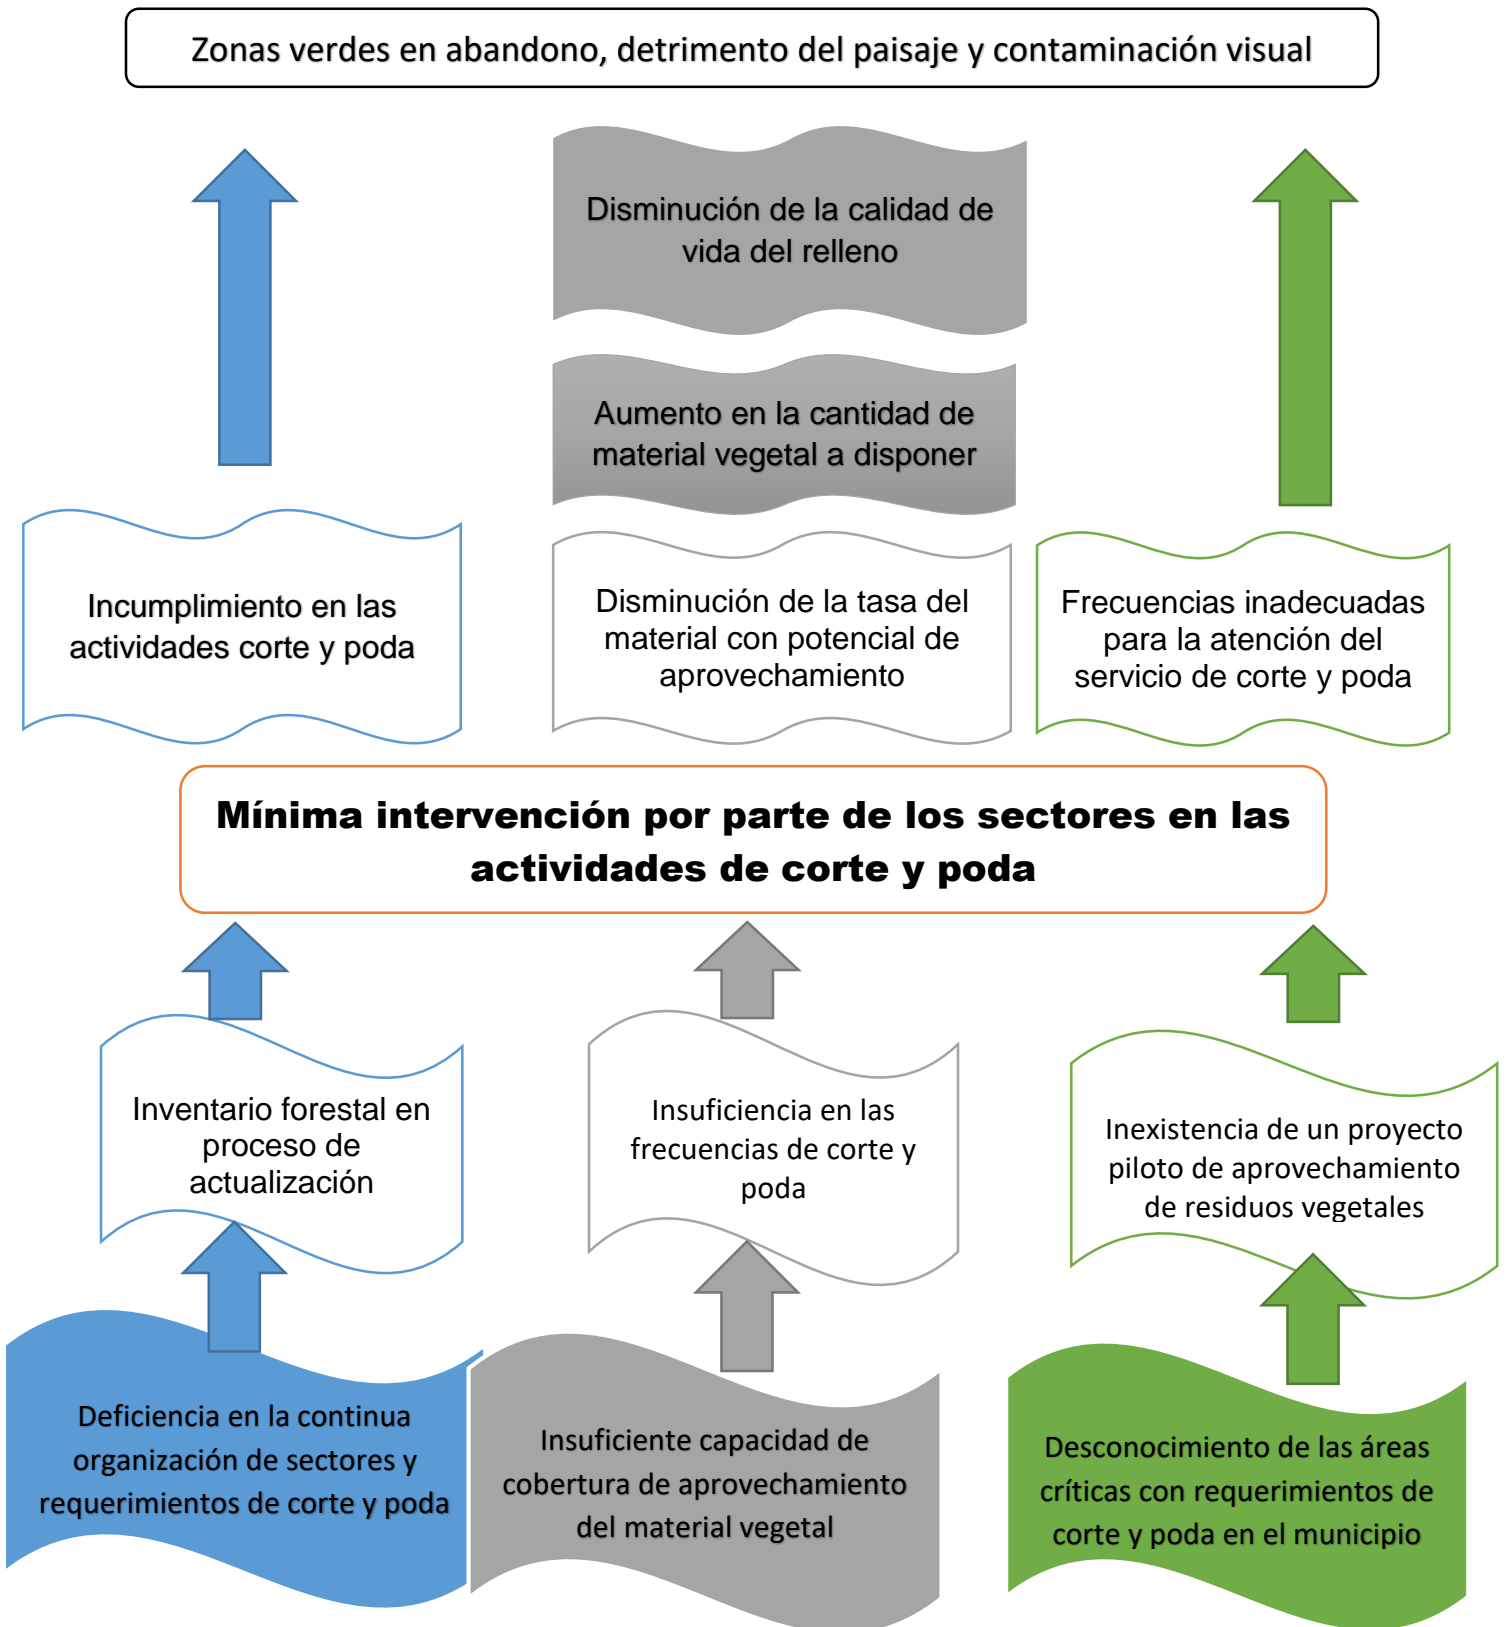 Zonas verdes en abandono, detrimento del paisaje y contaminación visual
Disminución de la calidad de
vida del relleno
Aumento en la cantidad de
material vegetal a disponer
Incumplimiento en las
actividades corte y poda
Disminución de la tasa del
material con potencial de
aprovechamiento
Frecuencias inadecuadas
para la atención del
servicio de corte y poda
Mínima intervención por parte de los sectores en las
actividades de corte y poda
Inventario forestal en
proceso de
actualización
Insuficiencia en las
frecuencias de corte y
poda
Inexistencia de un proyecto
piloto de aprovechamiento
de residuos vegetales
Deficiencia en la continua
organización de sectores y
requerimientos de corte y poda
Insuficiente capacidad de
cobertura de aprovechamiento
del material vegetal
Desconocimiento de las áreas
críticas con requerimientos de
corte y poda en el municipio